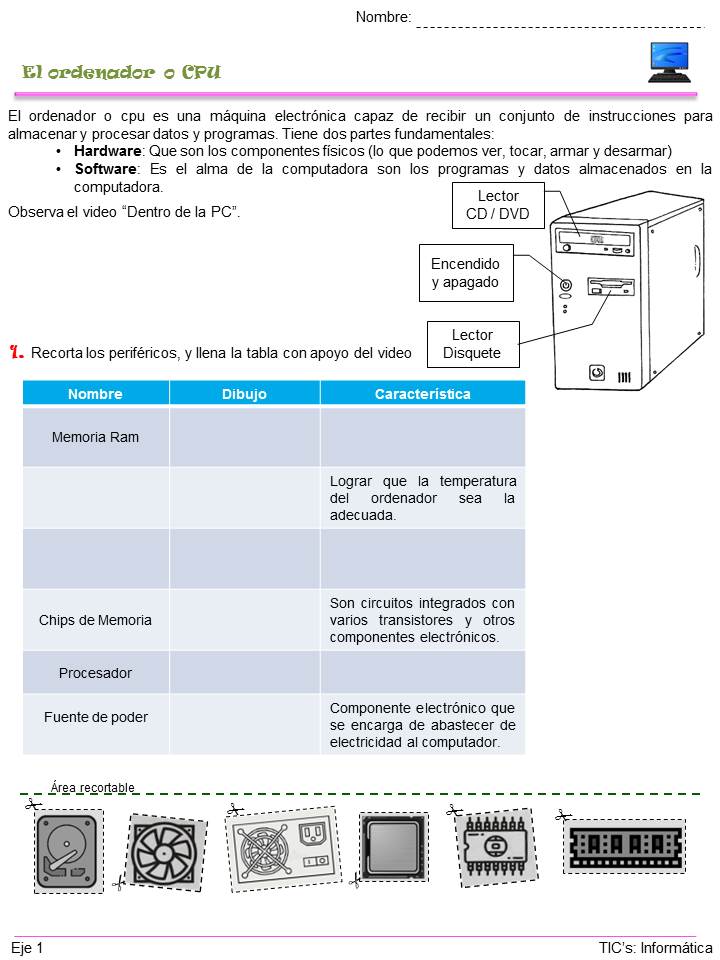 Nombre:
El ordenador o CPU
El ordenador o cpu es una máquina electrónica capaz de recibir un conjunto de instrucciones para
almacenar y procesar datos y programas. Tiene dos partes fundamentales:
• Hardware: Que son los componentes físicos (lo que podemos ver, tocar, armar y desarmar)
• Software: Es el alma de la computadora son los programas y datos almacenados en la
computadora.
Observa el video “Dentro de la PC”.
Lector
CD / DVD
Encendido
y apagado
Lector
Disquete
1. Recorta los periféricos, y llena la tabla con apoyo del video
Nombre Dibujo Característica
Memoria Ram
Lograr que la temperatura
del ordenador sea la
adecuada.
Chips de Memoria
Son circuitos integrados con
varios transistores y otros
componentes electrónicos.
Procesador
Fuente de poder
Componente electrónico que
se encarga de abastecer de
electricidad al computador.
Área recortable
Eje 1
TIC’s: Informática